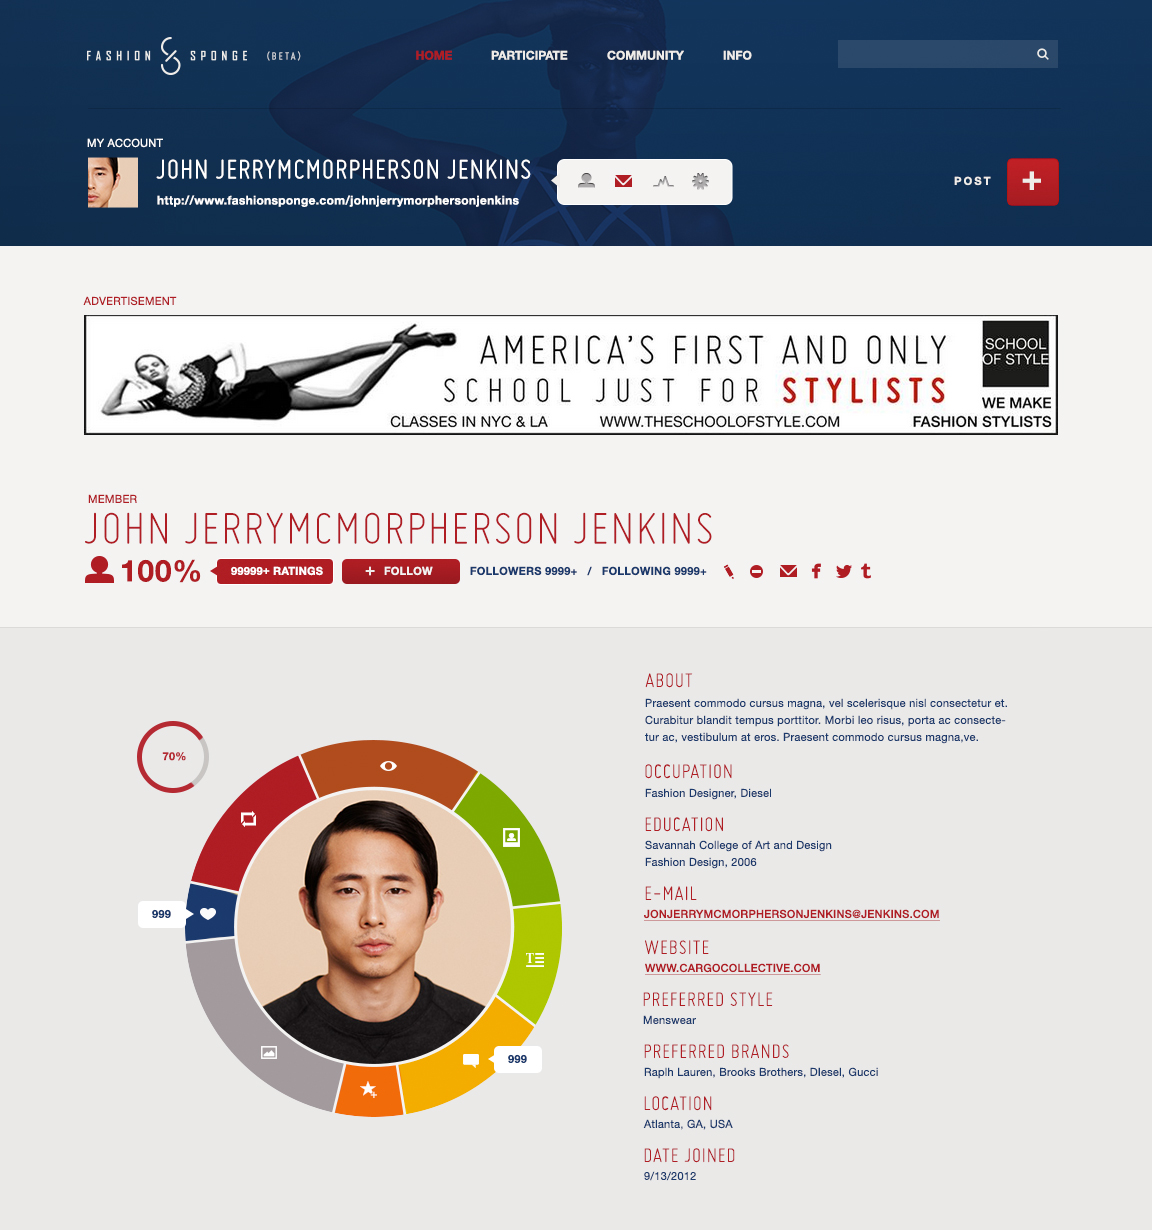 FASHION SPONGE (BETA)
HOME PARTICIPATE COMMUNITY INFO
MY ACCOUNT
JOHN JERRYMCMORPHERSON JENKINS
http://www.fashionsponge.com/johnjerrymorphersonjenkins
POST
ADVERTISEMENT
AMERICA'S FIRST AND ONLY
SCHOOL JUST FOR STYLISTS
CLASSES IN NYC & LA WWW.THESCHOOLOFSTYLE.COM
SCHOOL
OF STYLE
WE MAKE
FASHION STYLISTS
MEMBER
JOHN JERRYMCMORPHERSON JENKINS
100% 99999+ RATINGS + FOLLOW FOLLOWERS 9999+ / FOLLOWING 9999+
70%
999
999
ABOUT
Praesent commodo cursus magna, vel scelerisque nisl consectetur et.
Curabitur blandit tempus porttitor. Morbi leo risus, porta ac consecte-
tur ac, vestibulum at eros. Praesent commodo cursus magna,ve.
OCCUPATION
Fashion Designer, Diesel
EDUCATION
Savannah College of Art and Design
Fashion Design, 2006
E-MAIL
JONJERRYMCMORPHERSONJENKINS@JENKINS.COM
WEBSITE
WWW.CARGOCOLLECTIVE.COM
PREFERRED STYLE
Menswear
PREFERRED BRANDS
Raplh Lauren, Brooks Brothers, DIesel, Gucci
LOCATION
Atlanta, GA, USA
DATE JOINED
9/13/2012